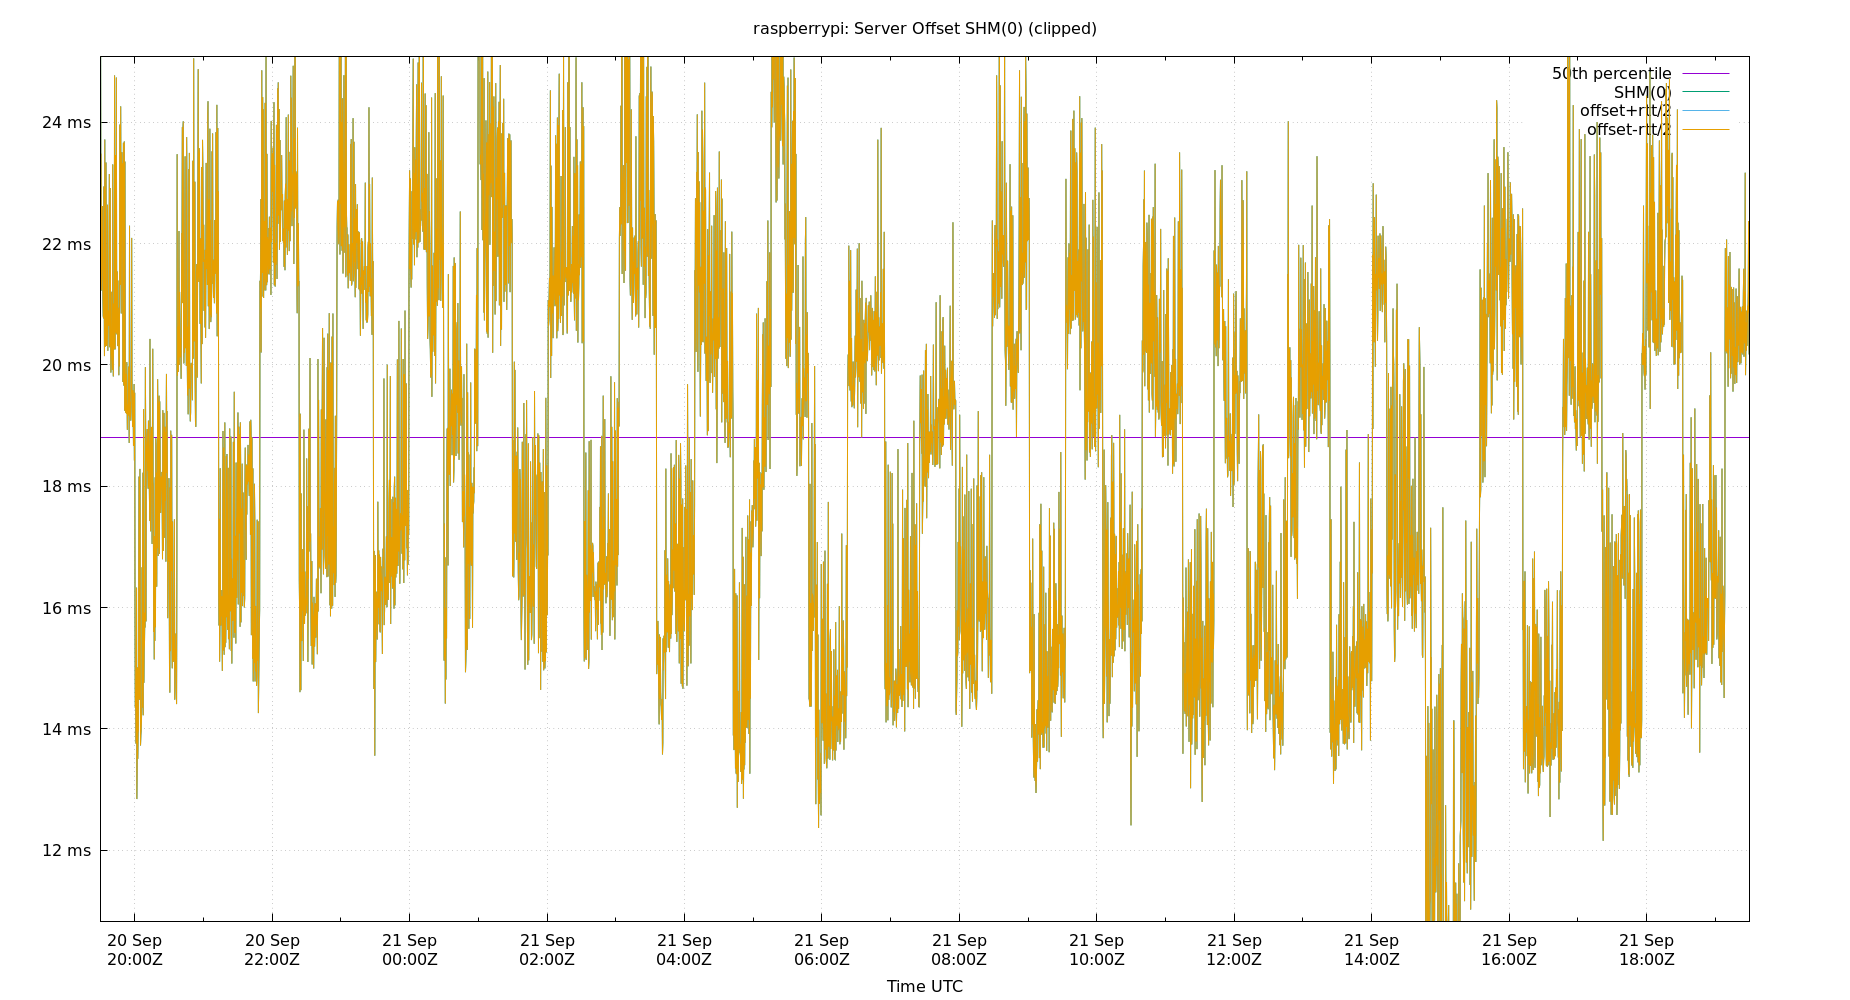 raspberrypi: Server Offset SHM(0) (clipped)
50th percentile
SHM(0)
offset+rtt/2
offset-rtt/2
24 ms
22 ms
20 ms
18 ms
16 ms
14 ms
12 ms
20 Sep 20 Sep 21 Sep 21 Sep 21 Sep 21 Sep 21 Sep 21 Sep 21 Sep 21 Sep 21 Sep 21 Sep
20:00Z 22:00Z 00:00Z 02:00Z 04:00Z 06:00Z 08:00Z 10:00Z 12:00Z 14:00Z 16:00Z 18:00Z
Time UTC